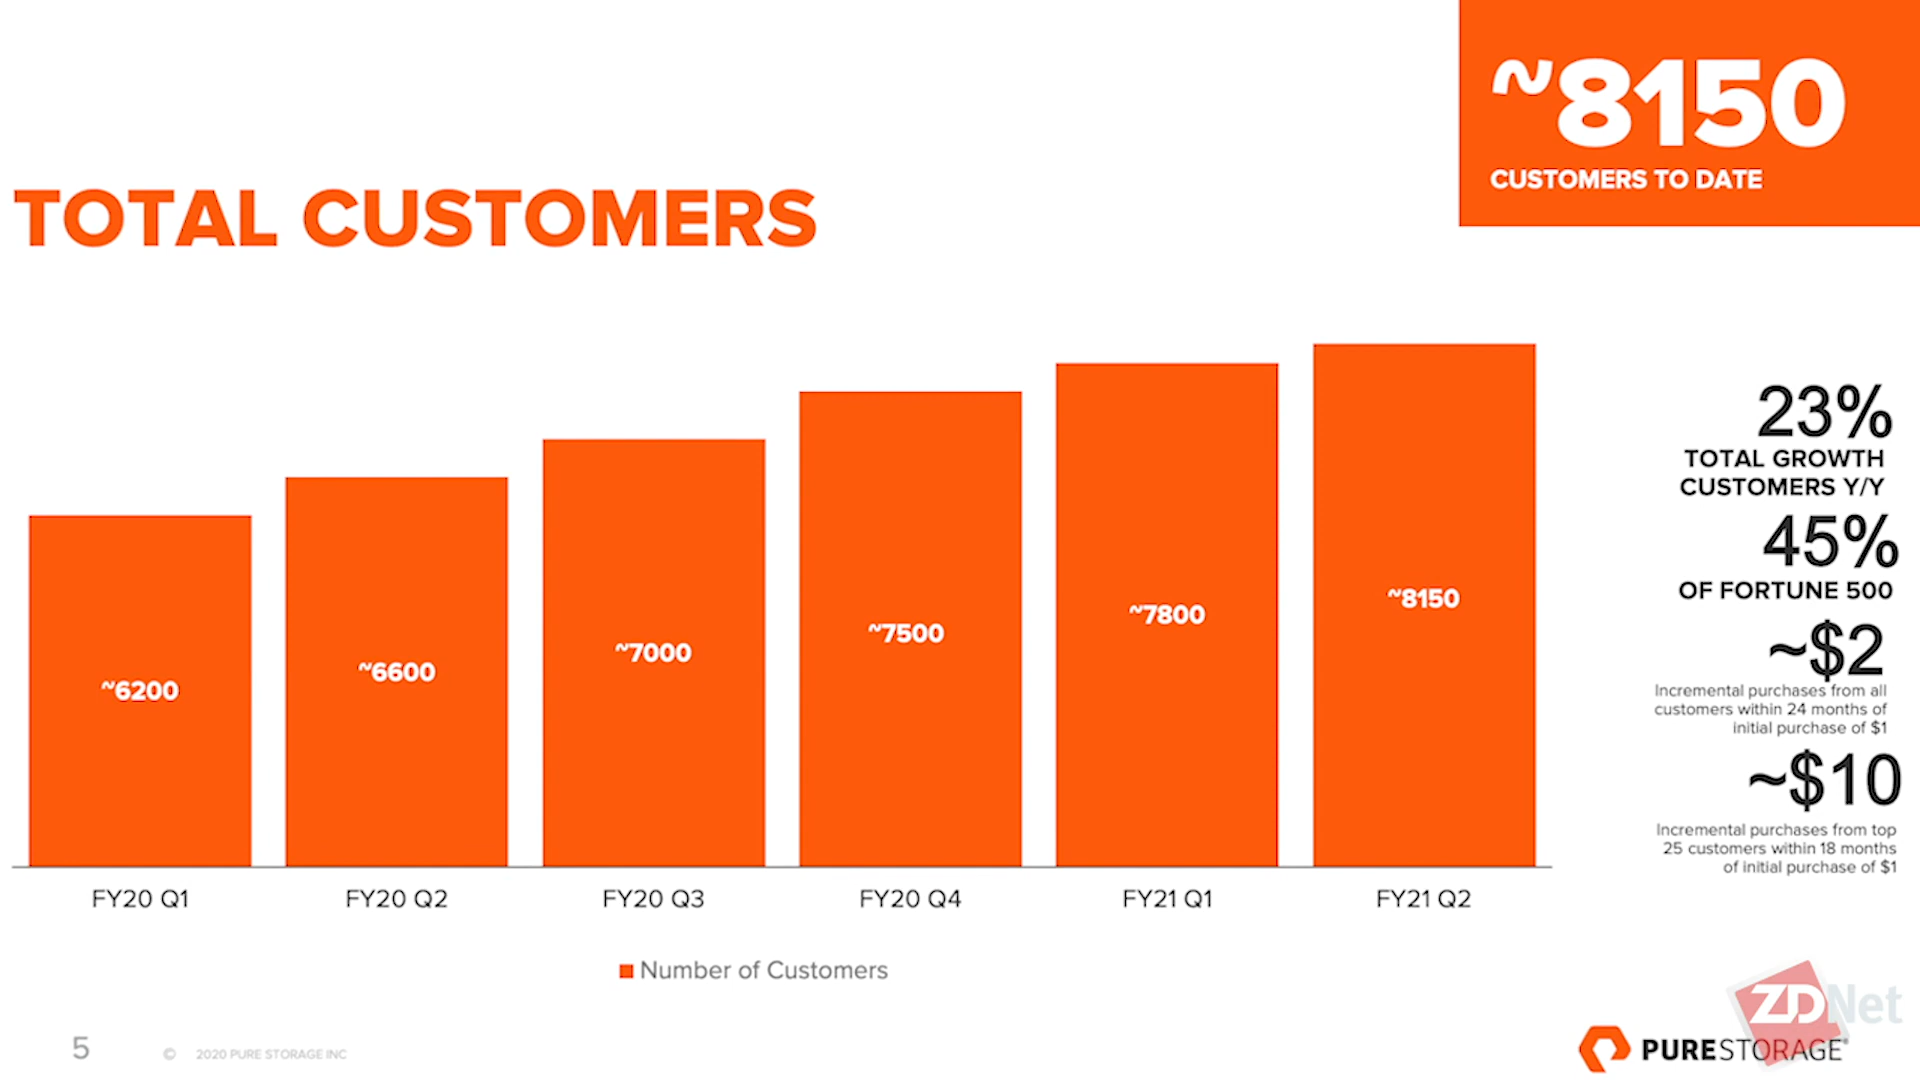 ~8150
CUSTOMERS TO DATE
TOTAL CUSTOMERS
~6200
~6600
~7000
~7500
~7800
~8150
FY20 Q1
FY20 Q2
FY20 Q3
FY20 Q4
FY21 Q1
FY21 Q2
Number of Customers
23%
TOTAL GROWTH
CUSTOMERS Y/Y
45%
OF FORTUNE 500
~$2
Incremental purchases from all
customers within 24 months of
initial purchase of $1
~$10
Incremental purchases from top
25 customers within 18 months
of initial purchase of $1
5
© 2020 PURE STORAGE INC
ZDNet
PURESTORAGE®